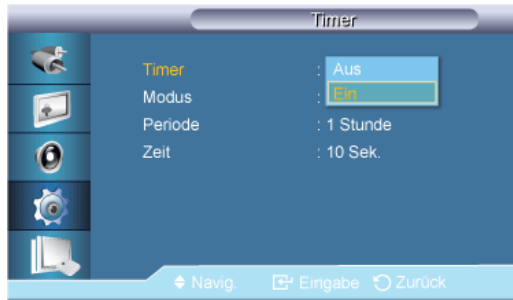 Timer
Timer : Aus
Modus : Ein
Periode : 1 Stunde
Zeit : 10 Sek.
Navig. Eingabe Zurück